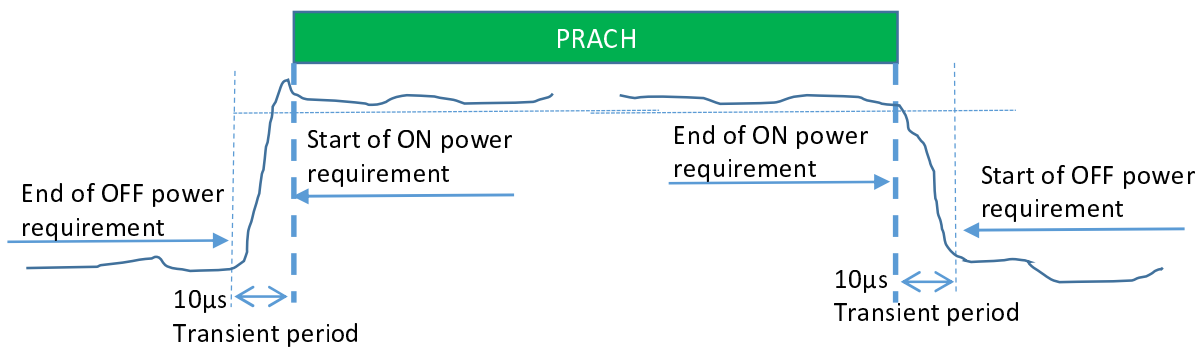 PRACH
Start of ON power
requirement
End of ON power
requirement
End of OFF power
requirement
Start of OFF power
requirement
10µs
Transient period
10µs
Transient period